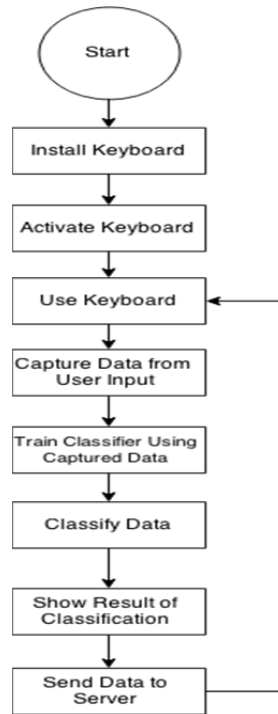 Start
Install Keyboard
Activate Keyboard
Use Keyboard
Capture Data from
User Input
Train Classifier Using
Captured Data
Classify Data
Show Result of
Classification
Send Data to
Server